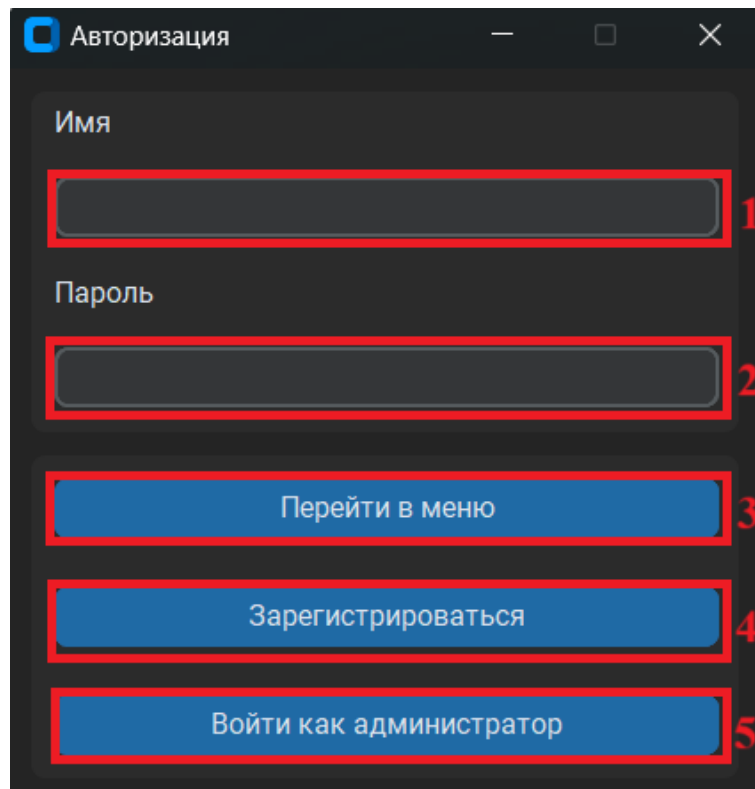 Авторизация
Имя
1
Пароль
2
Перейти в меню
3
Зарегистрироваться
4
Войти как администратор
5